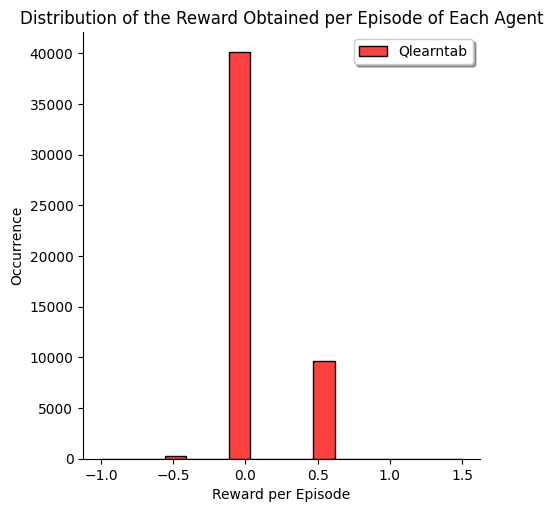 Distribution of the Reward Obtained per Episode of Each Agent
Qlearntab
40000
35000
30000
25000
20000
15000
10000
5000
0
Occurrence
−1.0 −0.5 0.0 0.5 1.0 1.5
Reward per Episode